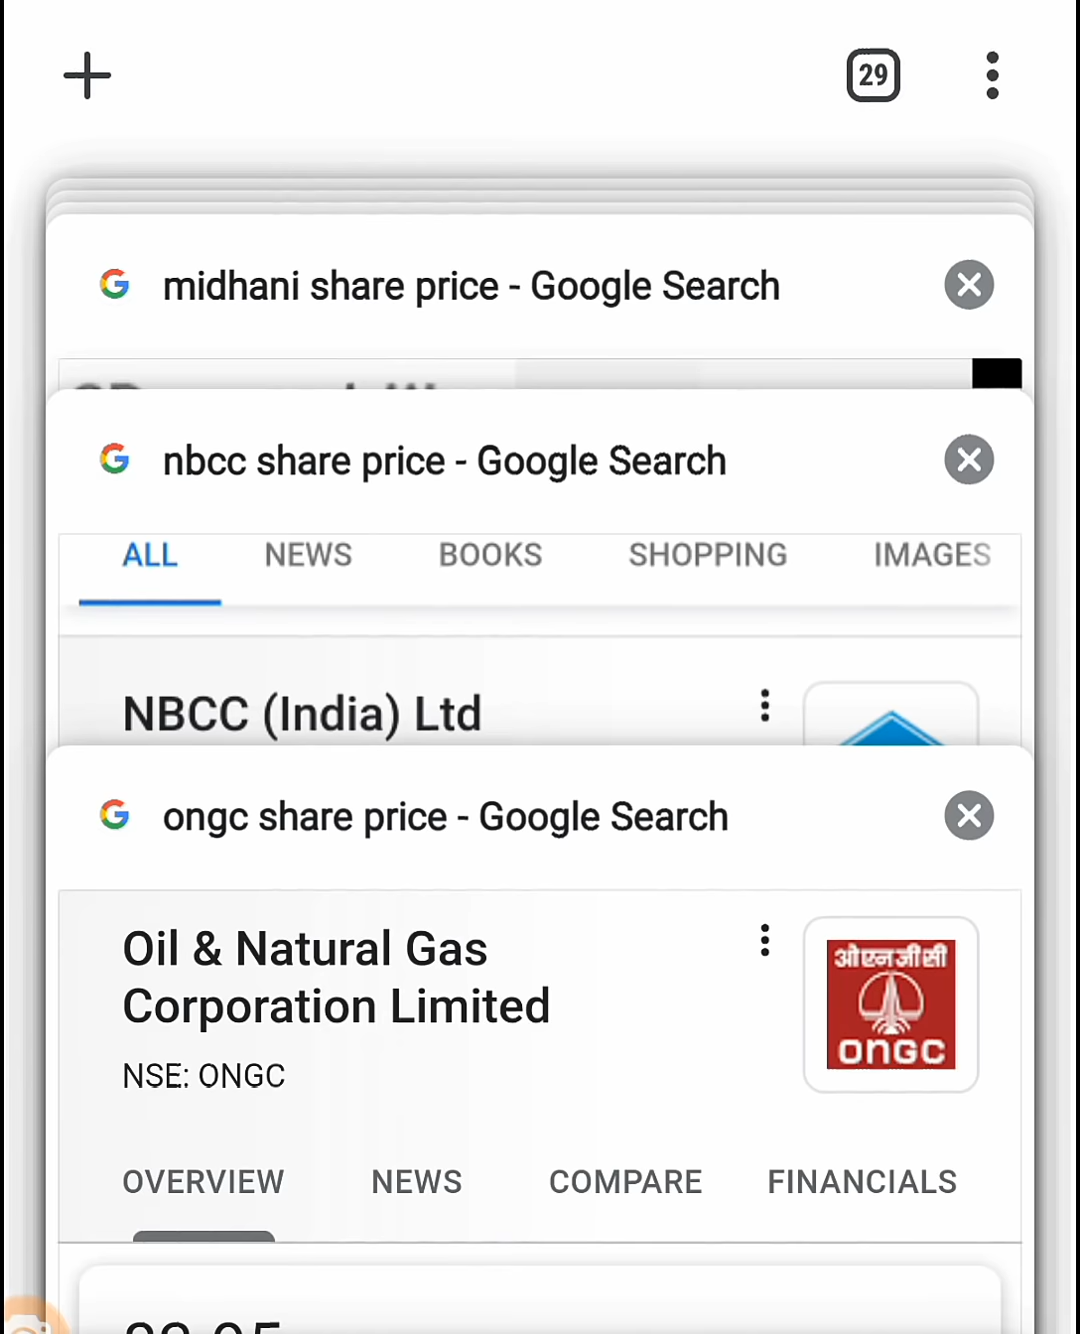 29
midhani share price - Google Search
nbcc share price - Google Search
ALL NEWS BOOKS SHOPPING IMAGES
NBCC (India) Ltd
ongc share price - Google Search
Oil & Natural Gas
Corporation Limited
ओएनजीसी
ongc
NSE: ONGC
OVERVIEW NEWS COMPARE FINANCIALS